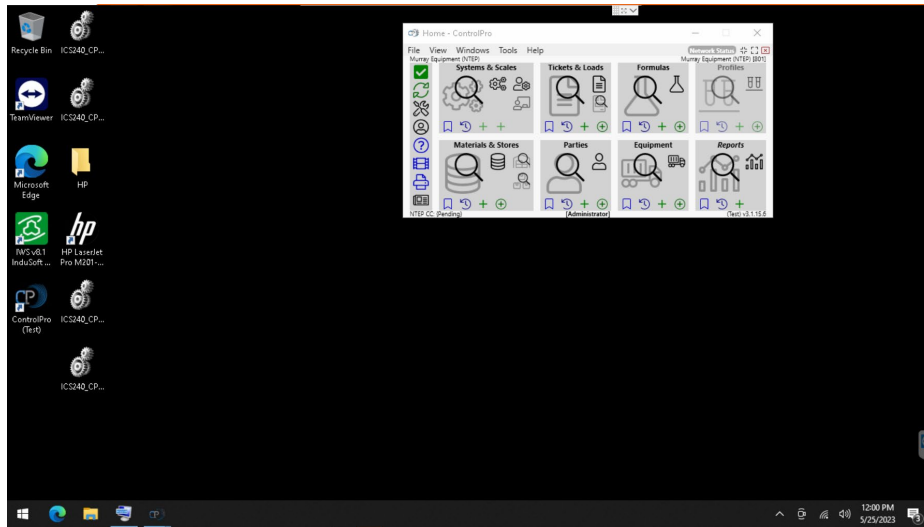 Recycle Bin
ICS240_CP...
TeamViewer
ICS240_CP...
Microsoft
Edge
HP
IWS v8.1
InduSoft ...
HP LaserJet
Pro M201-...
ControlPro
(Test)
ICS240_CP...
ICS240_CP...
Home - ControlPro
File View Windows Tools Help
Network Status
Murray Equipment (NTEP)
Murray Equipment (NTEP) [801]
Systems & Scales
Tickets & Loads
Formulas
Profiles
Materials & Stores
Parties
Equipment
Reports
NTEP CC: (Pending)
[Administrator]
(Test) v3.1.15.6
12:00 PM
5/25/2023